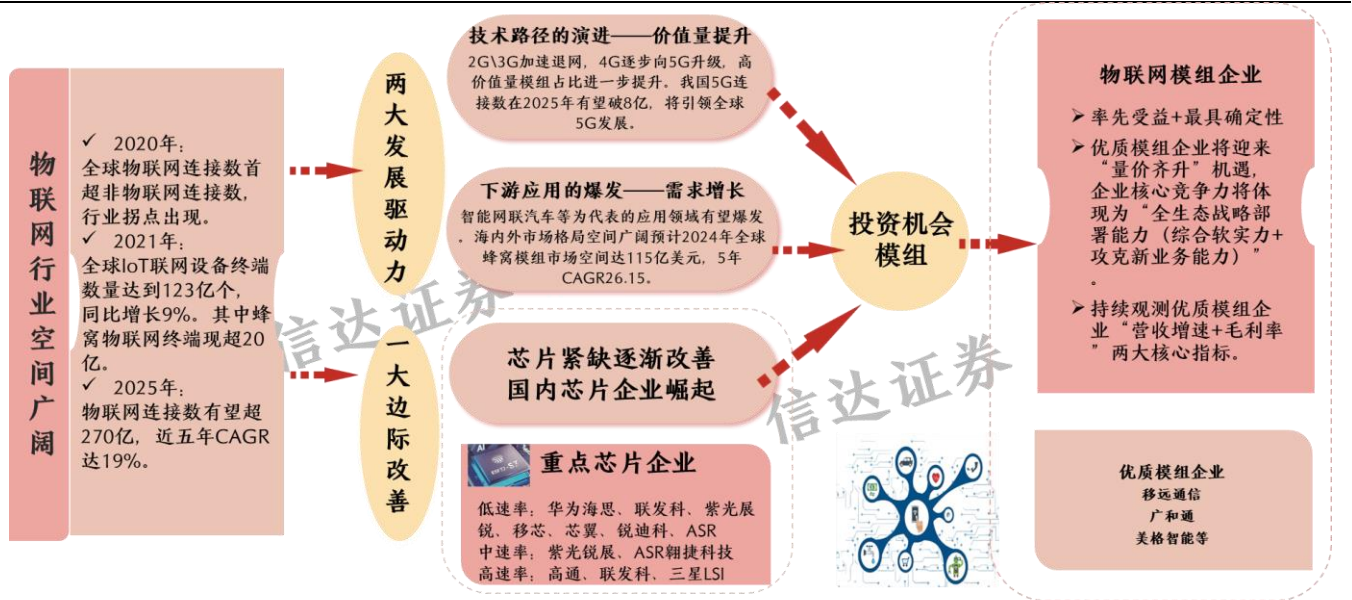 物联网行业空间广阔
✓ 2020年:
全球物联网连接数首
超非物联网连接数,
行业拐点出现。
✓ 2021年:
全球IoT联网设备终端
数量达到123亿个,
同比增长9%。其中蜂
窝物联网终端现超20
亿。
✓ 2025年:
物联网连接数有望超
270亿, 近五年CAGR
达19%。
两大发展驱动力
一大边际改善
技术路径的演进——价值量提升
2G\3G加速退网, 4G逐步向5G升级, 高
价值量模组占比进一步提升。我国5G连
接数在2025年有望破8亿, 将引领全球
5G发展。
下游应用的爆发——需求增长
智能网联汽车等为代表的应用领域有望爆发
。海内外市场格局空间广阔预计2024年全球
蜂窝模组市场空间达115亿美元, 5年
CAGR26.15。
芯片紧缺逐渐改善
国内芯片企业崛起
AI
重点芯片企业
低速率: 华为海思、联发科、紫光展
锐、移芯、芯翼、锐迪科、ASR
中速率: 紫光锐展、ASR翱捷科技
高速率: 高通、联发科、三星LSI
投资机会
模组
物联网模组企业
➤ 率先受益+最具确定性
➤ 优质模组企业将迎来
“量价齐升”机遇,
企业核心竞争力将体
现为“全生态战略部
署能力（综合软实力+
攻克新业务能力）”
。
➤ 持续观测优质模组企
业“营收增速+毛利率
”两大核心指标。
优质模组企业
移远通信
广和通
美格智能等
信达证券
信达证券